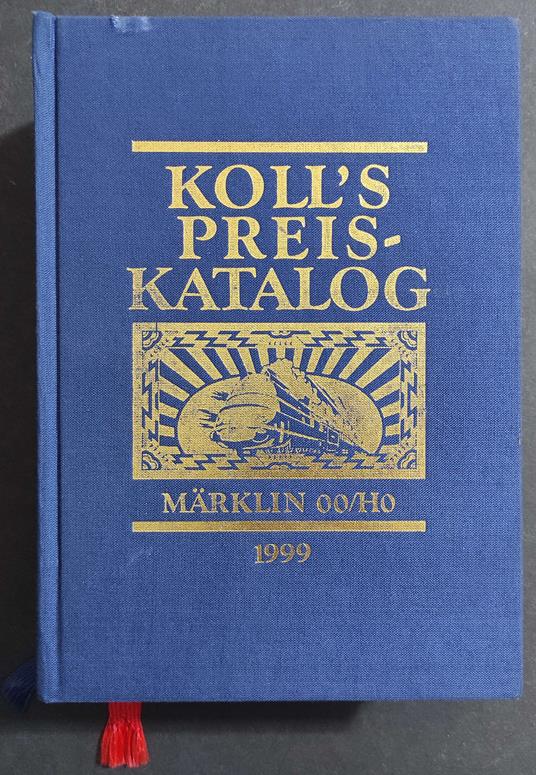 KOLL'S
PREIS-
KATALOG
MÄRKLIN 00/H0
1999